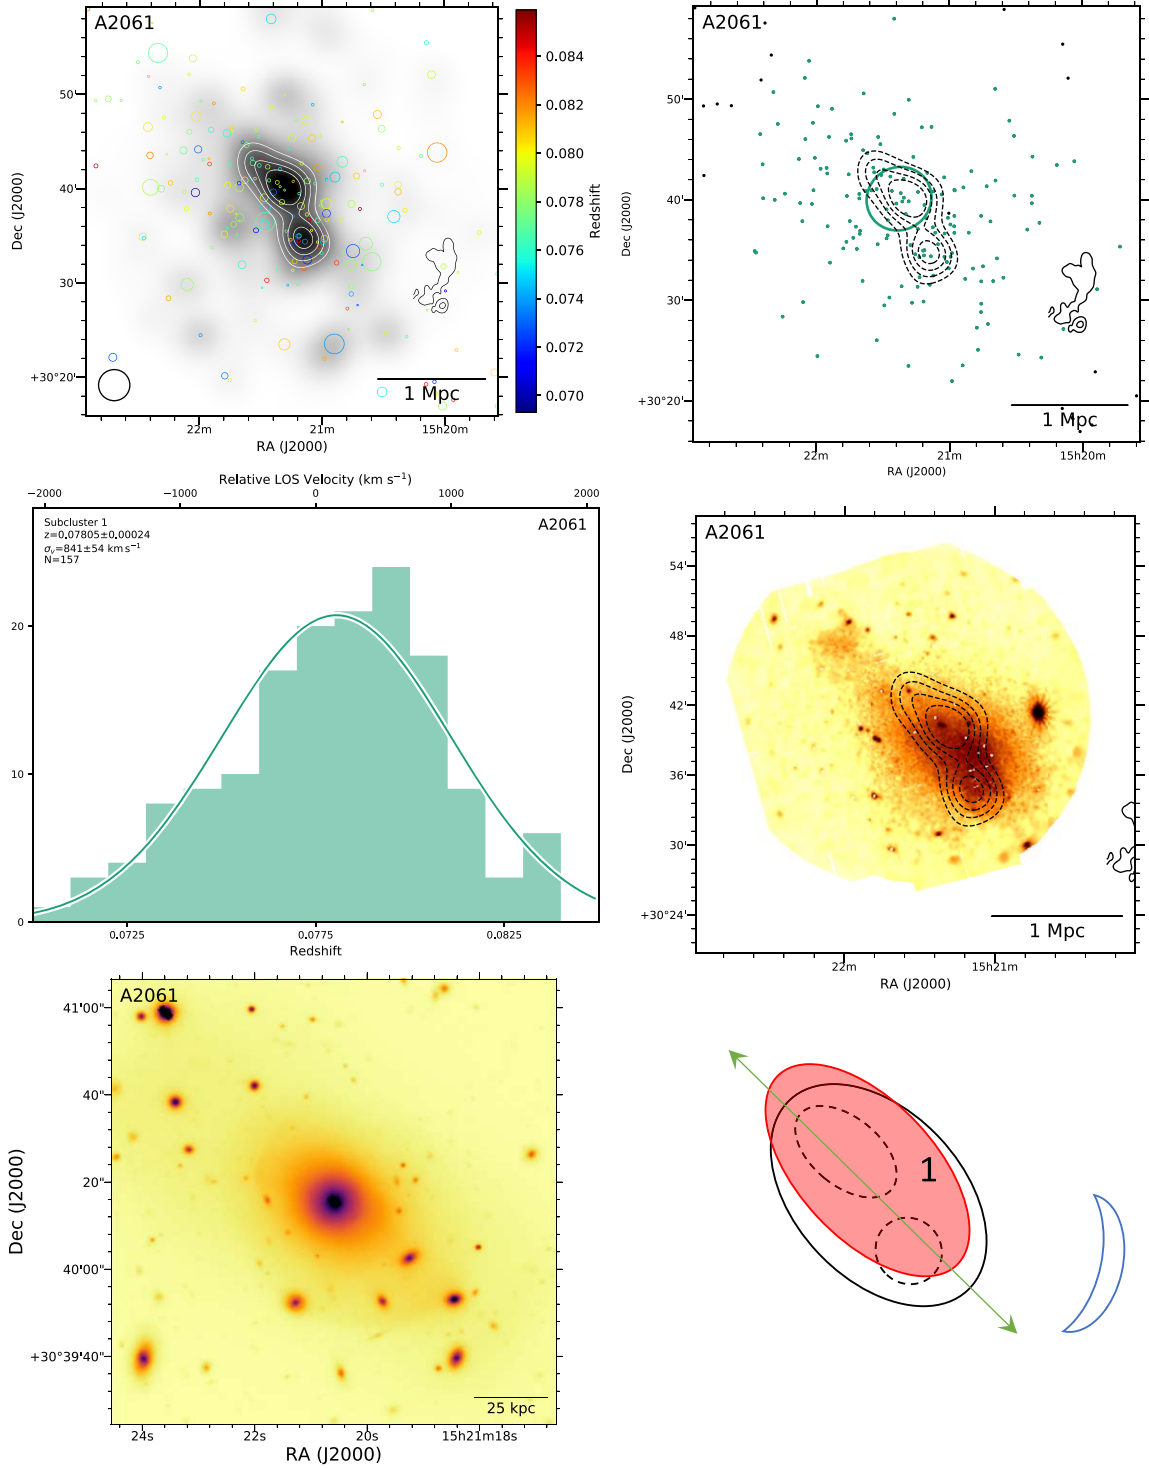 A2061
50'
40'
30'
+30°20'
Dec (J2000)
22m
21m
15h20m
RA (J2000)
1 Mpc
0.084
0.082
0.080
0.078
0.076
0.074
0.072
0.070
Redshift
A2061
50'
40'
30'
+30°20'
Dec (J2000)
22m
21m
15h20m
RA (J2000)
1 Mpc
Relative LOS Velocity (km s⁻¹)
−2000
−1000
0
1000
2000
Subcluster 1
z=0.07805±0.00024
σᵥ=841±54 km s⁻¹
N=157
A2061
20
10
0
0.0725
0.0775
0.0825
Redshift
A2061
54'
48'
42'
36'
30'
+30°24'
Dec (J2000)
22m
15h21m
RA (J2000)
1 Mpc
A2061
41'00"
40"
20"
40'00"
+30°39'40"
Dec (J2000)
24s
22s
20s
15h21m18s
RA (J2000)
25 kpc
1